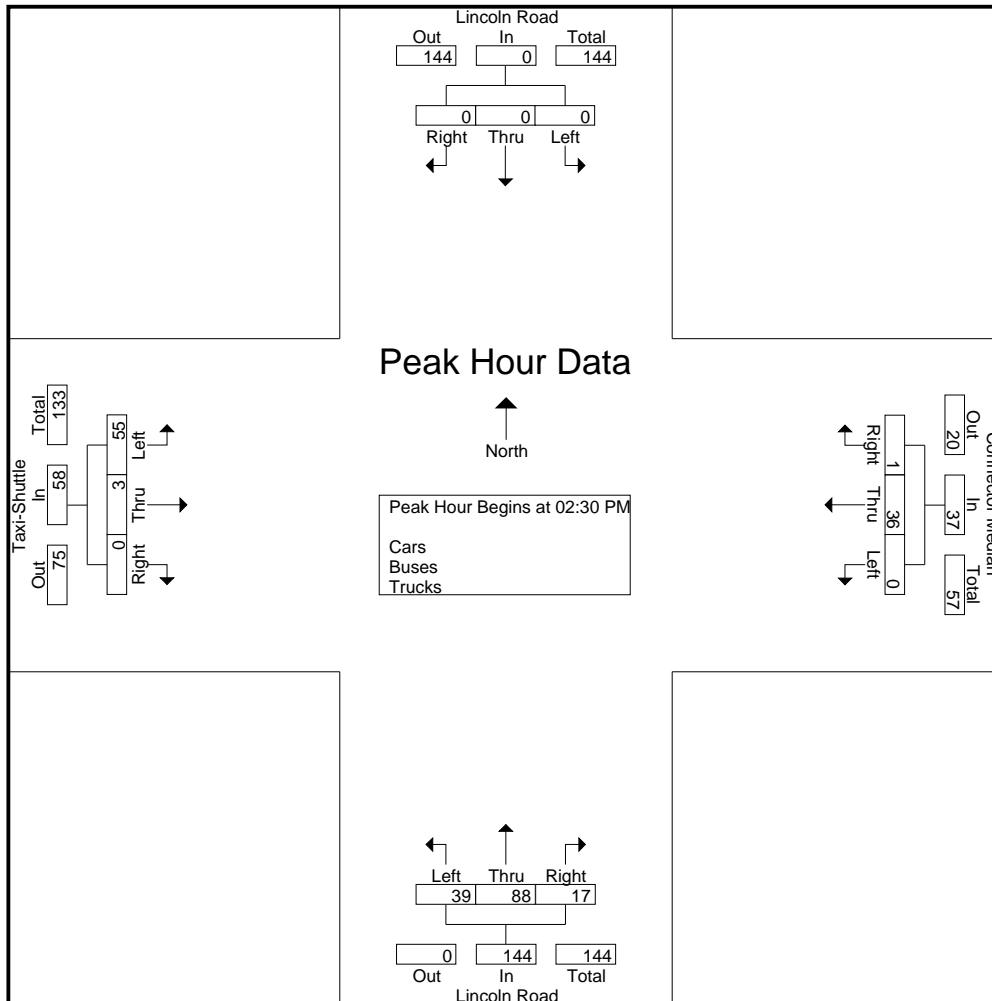 Lincoln Road
Out In Total
144 0 144
0 0 0
Right Thru Left
Peak Hour Data
North
Peak Hour Begins at 02:30 PM
Cars
Buses
Trucks
Taxi-Shuttle
Out In Total
75 58 133
0 3 55
Right Thru Left
Connector Median
Out In Total
20 37 57
1 36 0
Right Thru Left
Left Thru Right
39 88 17
0 144 144
Out In Total
Lincoln Road